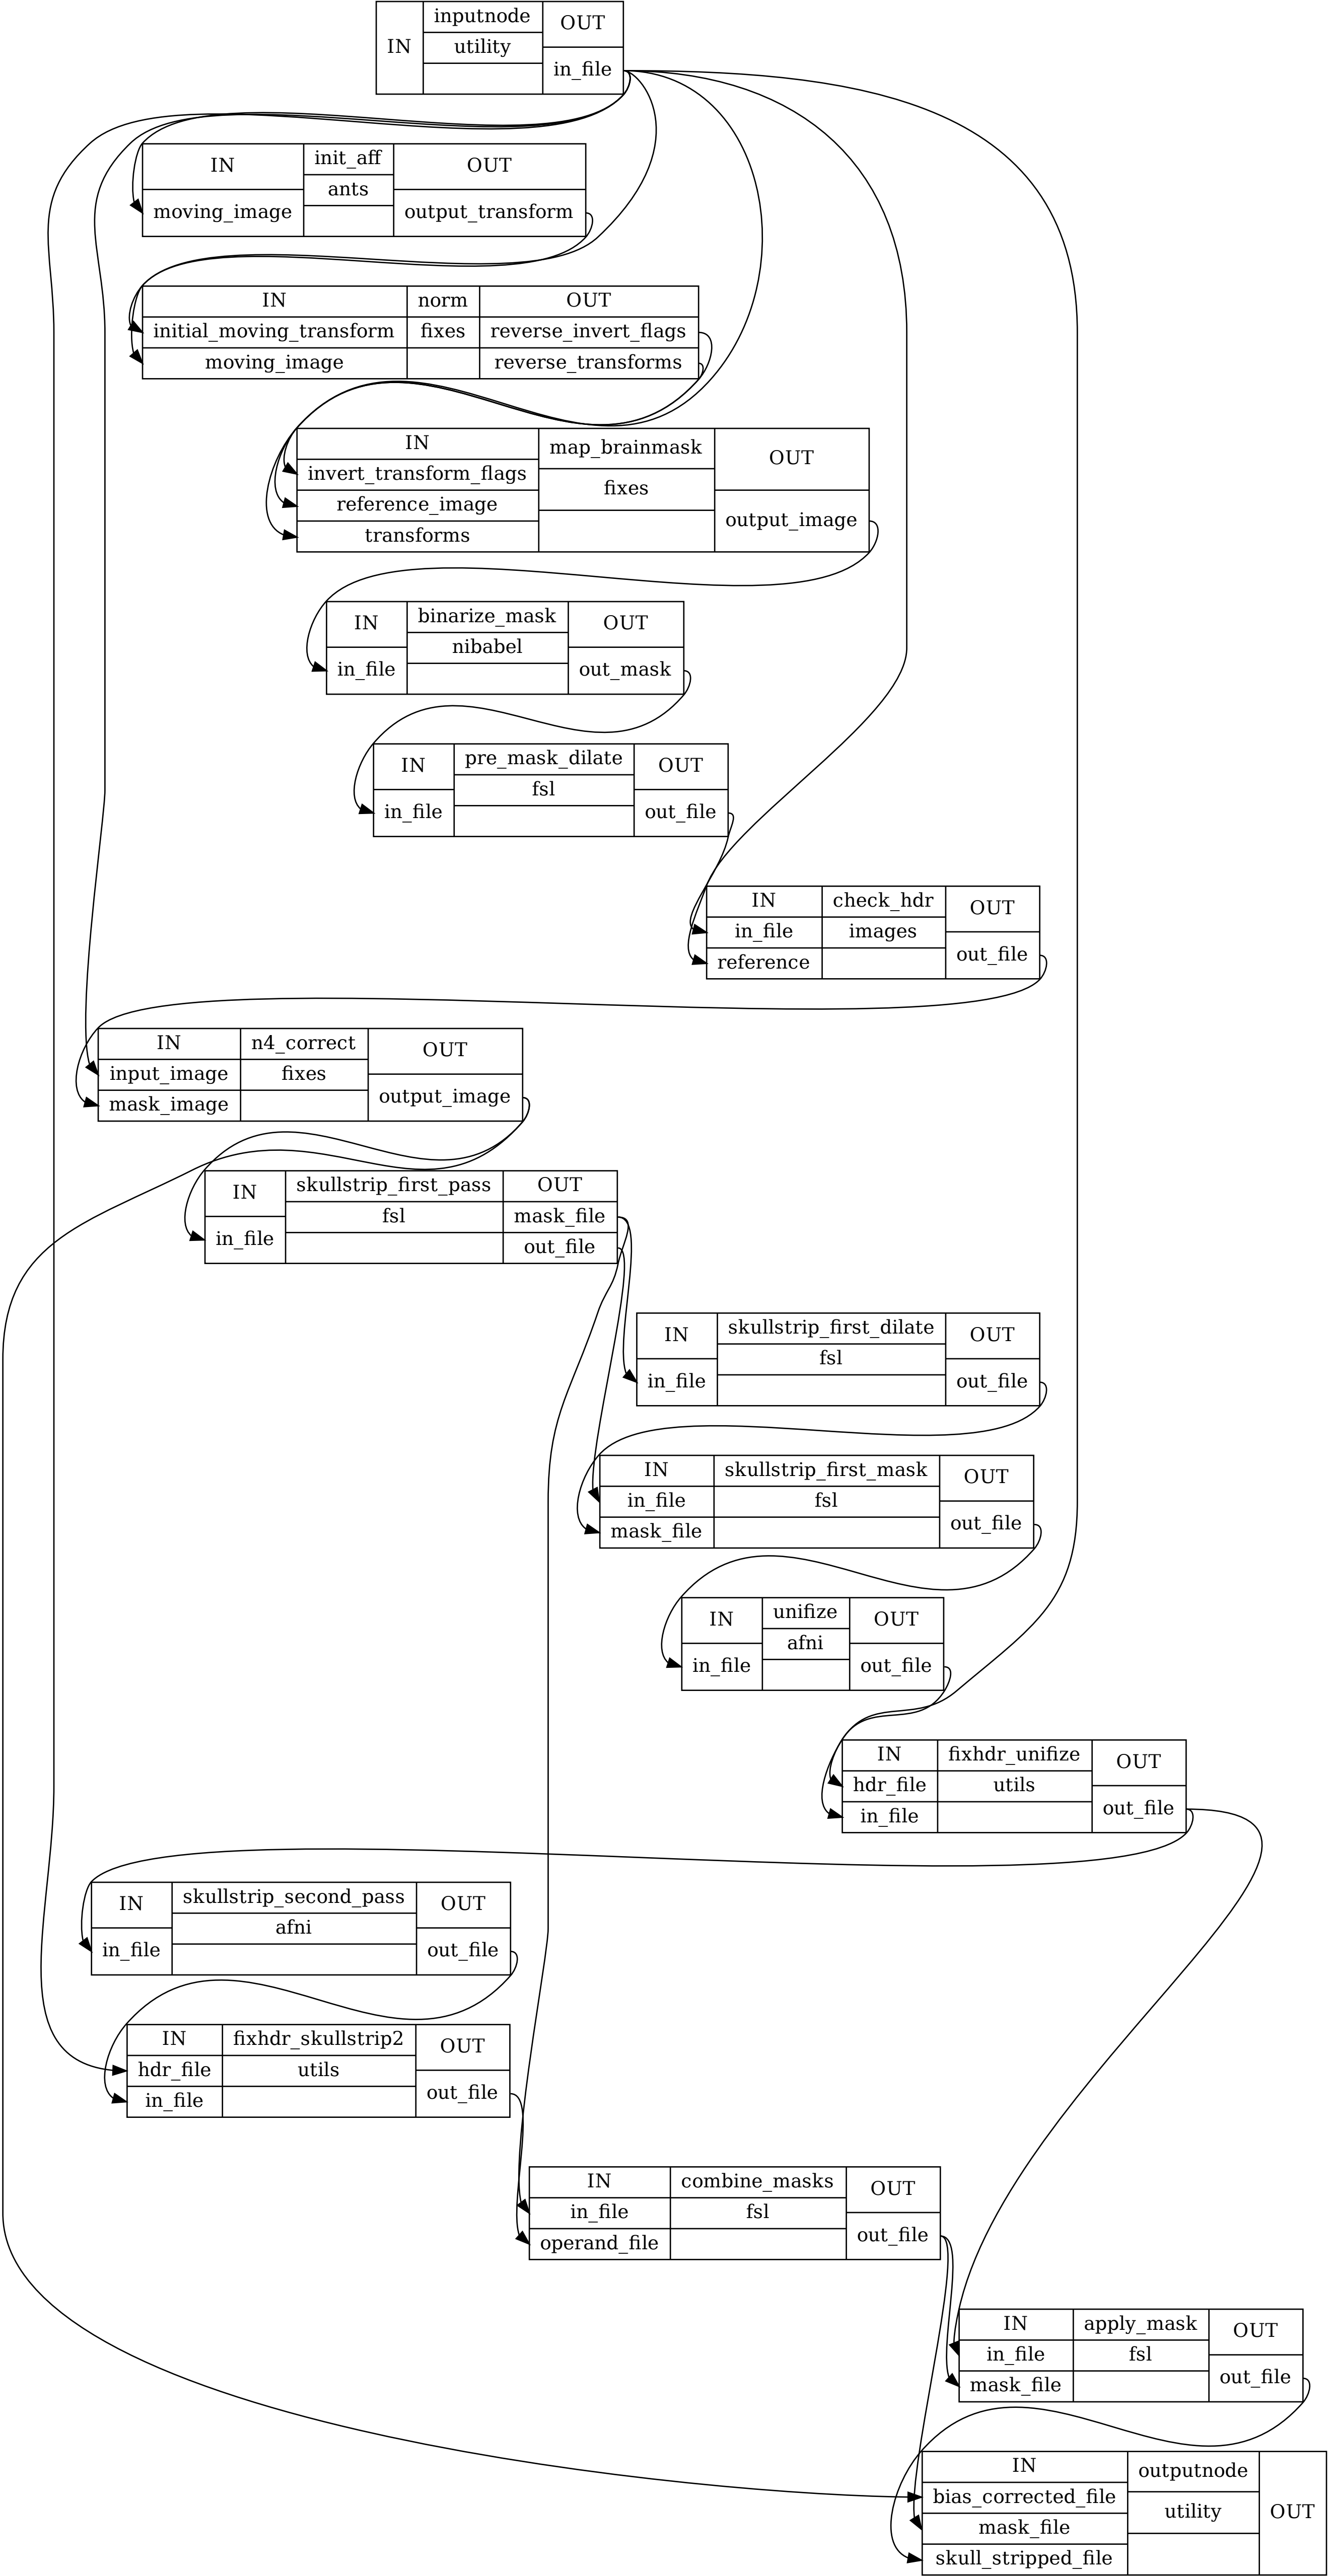 inputnode OUT
IN utility
in_file
IN init_aff OUT
ants
moving_image output_transform
IN norm OUT
initial_moving_transform fixes reverse_invert_flags
moving_image reverse_transforms
IN map_brainmask OUT
invert_transform_flags
fixes
reference_image
output_image
transforms
IN binarize_mask OUT
nibabel
in_file out_mask
IN pre_mask_dilate OUT
fsl
in_file out_file
IN check_hdr OUT
in_file images
reference out_file
IN n4_correct OUT
input_image fixes
mask_image output_image
IN skullstrip_first_pass OUT
fsl mask_file
in_file out_file
IN skullstrip_first_dilate OUT
fsl
in_file out_file
IN skullstrip_first_mask OUT
in_file fsl
mask_file out_file
IN unifize OUT
afni
in_file out_file
IN fixhdr_unifize OUT
hdr_file utils
in_file out_file
IN skullstrip_second_pass OUT
afni
in_file out_file
IN fixhdr_skullstrip2 OUT
hdr_file utils
in_file out_file
IN combine_masks OUT
in_file fsl
operand_file out_file
IN apply_mask OUT
in_file fsl
mask_file out_file
IN outputnode
bias_corrected_file
utility OUT
mask_file
skull_stripped_file